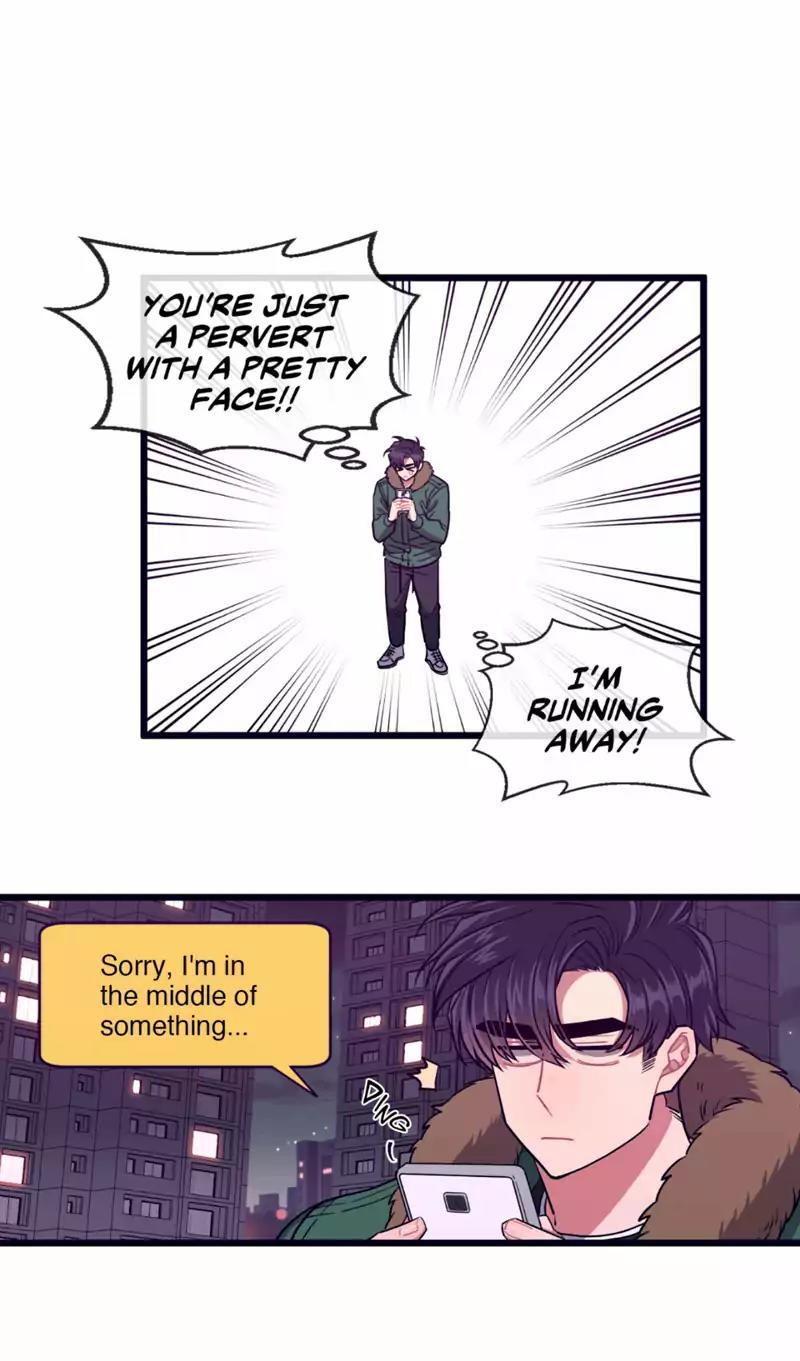 YOU'RE JUST
A PERVERT
WITH A PRETTY
FACE!!
I'M
RUNNING
AWAY!
Sorry, I'm in
the middle of
something...
DING